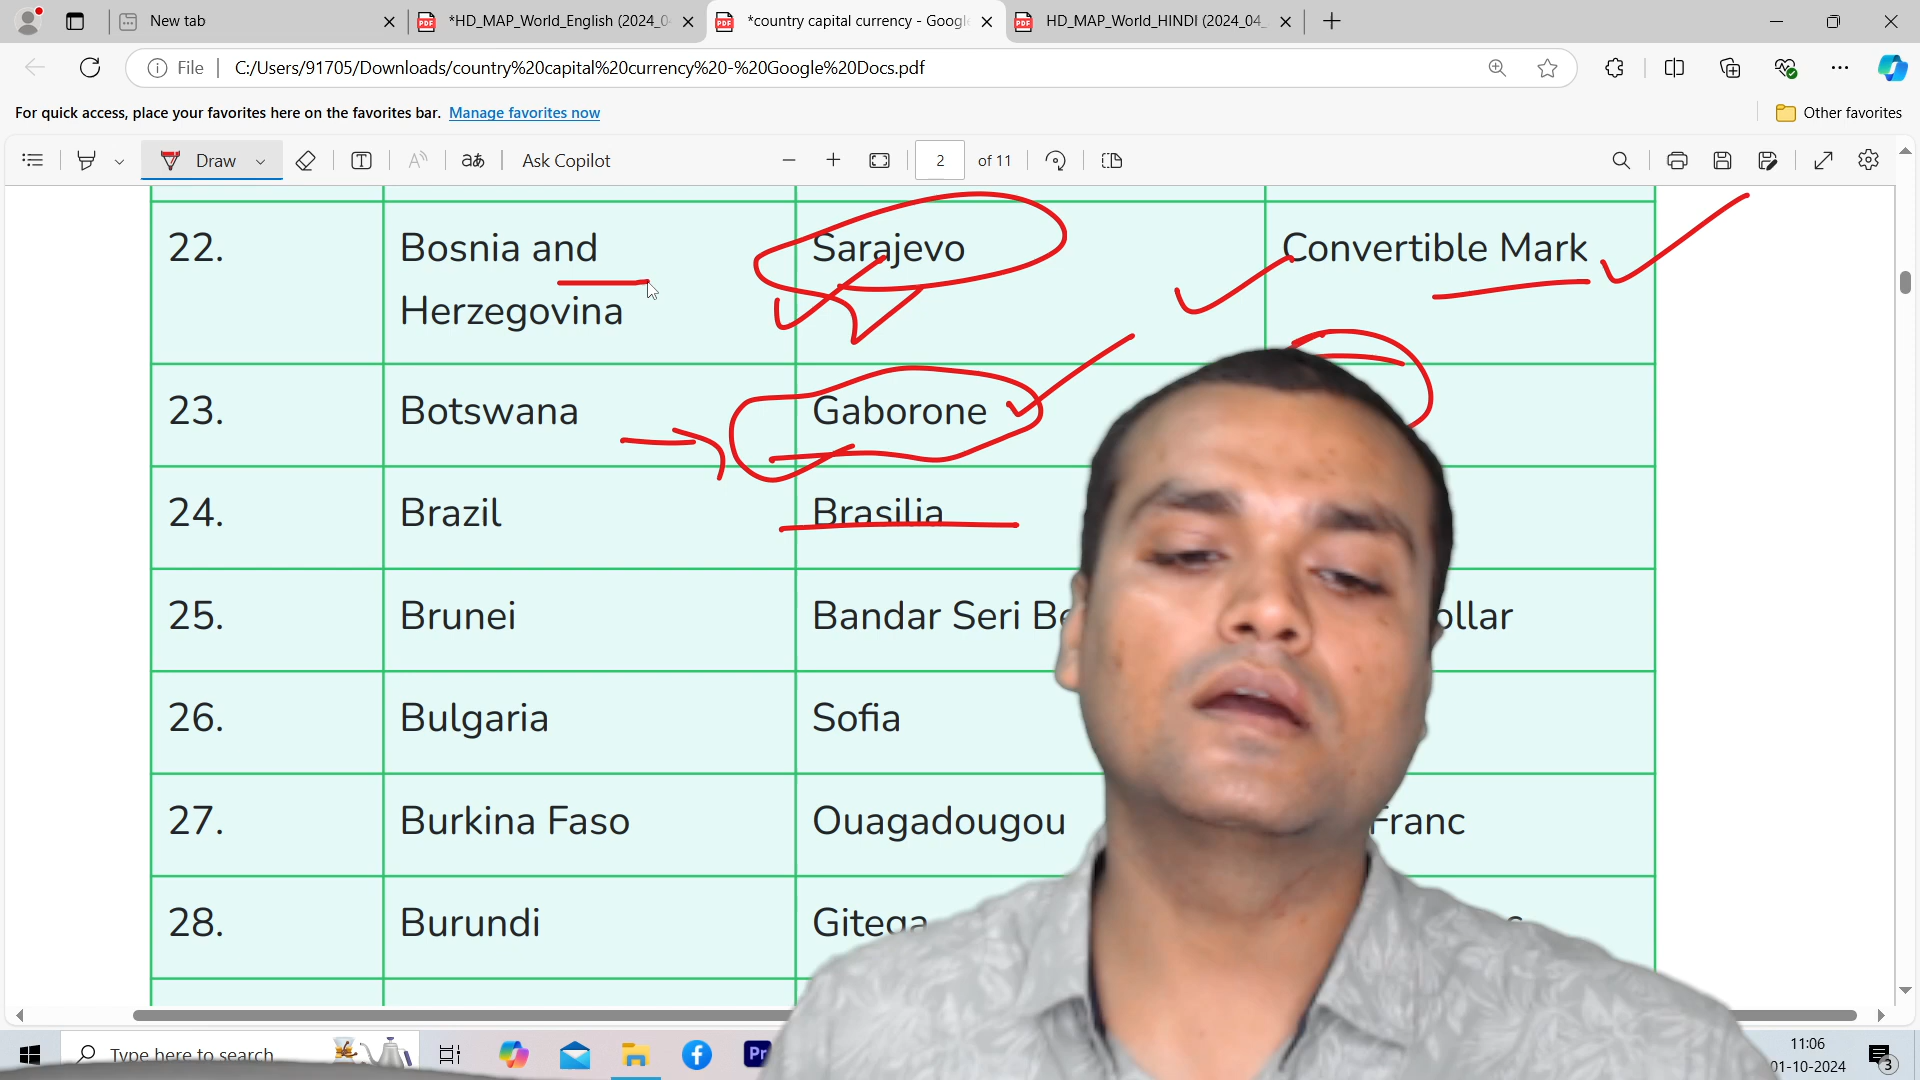 New tab
*HD_MAP_World_English (2024_0
*country capital currency - Googl
HD_MAP_World_HINDI (2024_04_
File
C:/Users/91705/Downloads/country%20capital%20currency%20-%20Google%20Docs.pdf
For quick access, place your favorites here on the favorites bar. Manage favorites now
Other favorites
Draw
Ask Copilot
2 of 11
22. Bosnia and Herzegovina Sarajevo Convertible Mark
23. Botswana Gaborone
24. Brazil Brasilia
25. Brunei Bandar Seri
26. Bulgaria Sofia
27. Burkina Faso Ouagadougou Franc
28. Burundi Gitega
Type here to search
Pr
11:06
01-10-2024
3